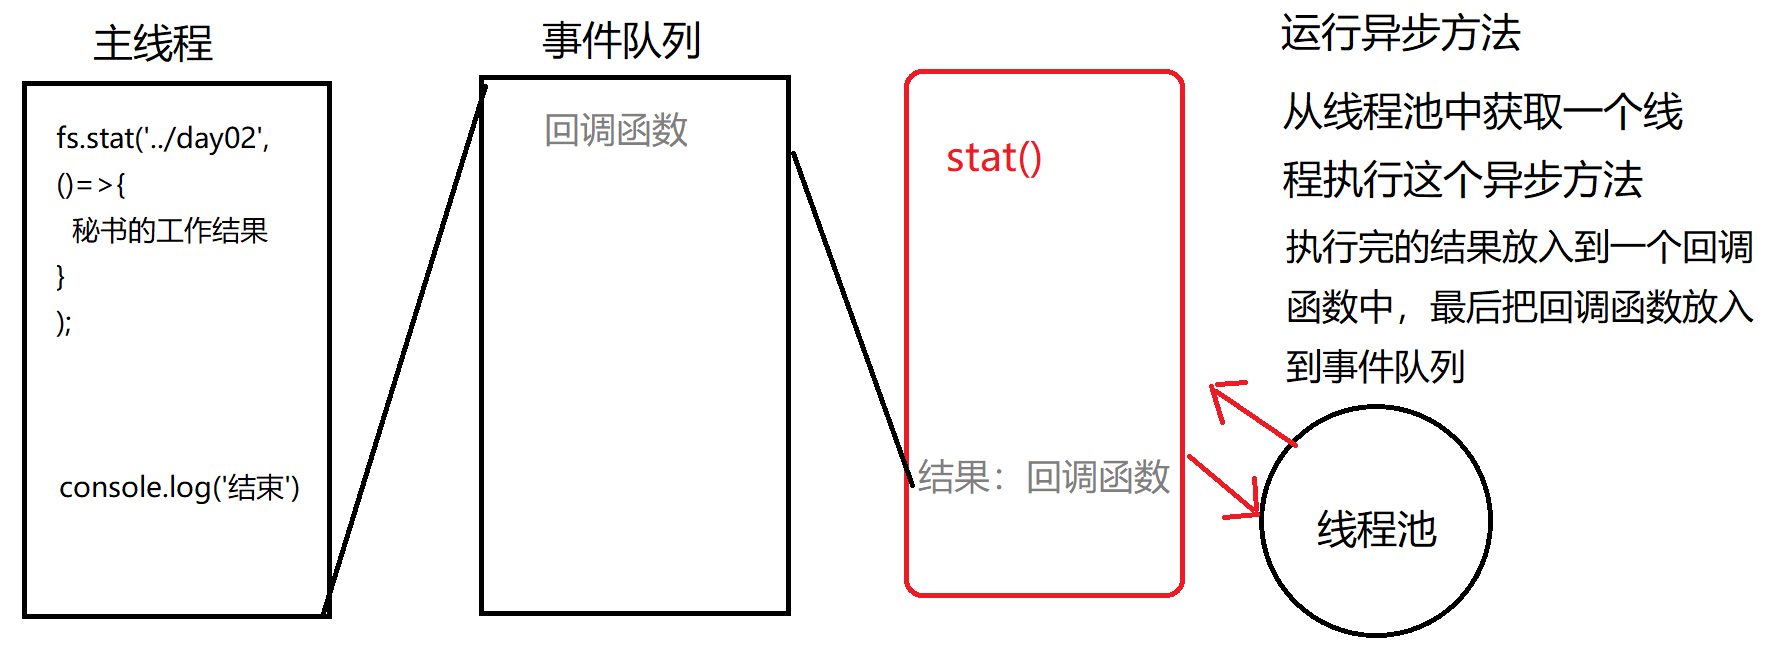 主线程
fs.stat('../day02',
()=>{
秘书的工作结果
}
);
console.log('结束')
事件队列
回调函数
stat()
结果：回调函数
运行异步方法
从线程池中获取一个线
程执行这个异步方法
执行完的结果放入到一个回调
函数中，最后把回调函数放入
到事件队列
线程池